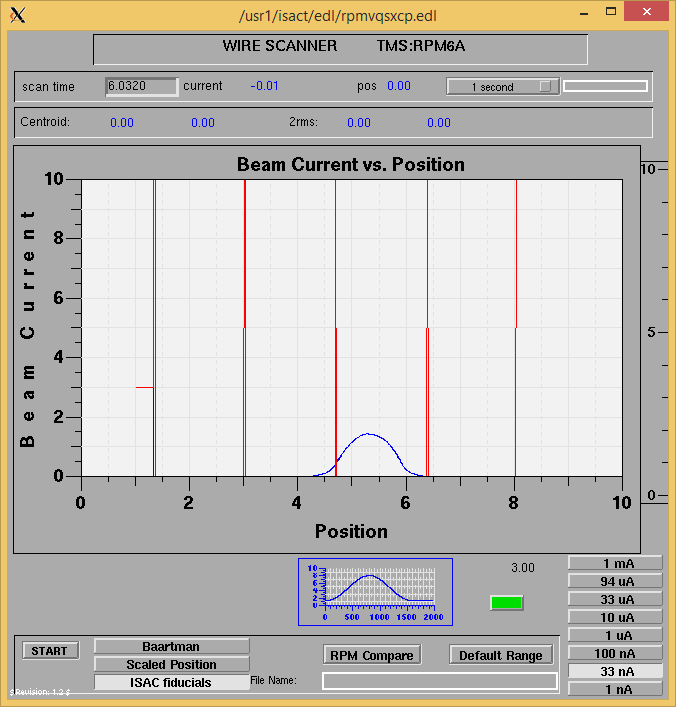 /usr1/isact/edl/rpmvqsxcp.edl
WIRE SCANNER TMS:RPM6A
scan time 6.0320 current -0.01 pos 0.00 1 second
Centroid: 0.00 0.00 2rms: 0.00 0.00
Beam Current vs. Position
10
8
6
4
2
0
Beam Current
0 2 4 6 8 10
Position
10
5
0
10
8
6
4
2
0
0 500 1000 1500 2000
3.00
1 mA
94 uA
33 uA
10 uA
1 uA
100 nA
33 nA
1 nA
START
Baartman
Scaled Position
ISAC fiducials
RPM Compare
Default Range
File Name:
$Revision: 1.2 $